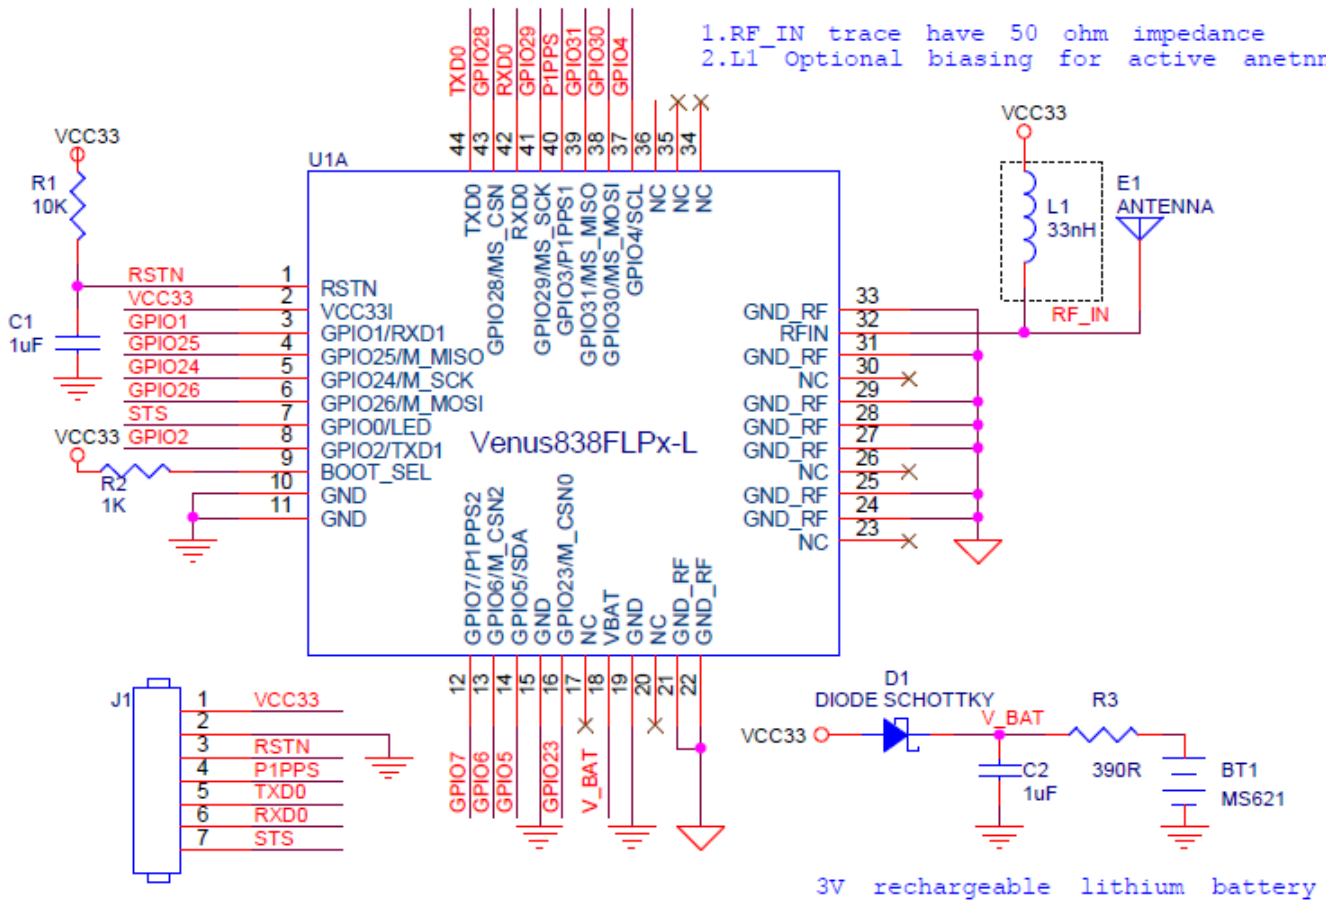 1.RF_IN trace have 50 ohm impedance
2.L1 Optional biasing for active anetnn
TXD0
GPIO28
RXD0
GPIO29
P1PPS
GPIO31
GPIO30
GPIO4
44
43
42
41
40
39
38
37
36
35
34
VCC33
R1
10K
U1A
TXD0
GPIO28/MS_CSN
RXD0
GPIO29/MS_SCK
GPIO3/P1PPS1
GPIO31/MS_MISO
GPIO30/MS_MOSI
GPIO4/SCL
NC
NC
NC
VCC33
L1
33nH
E1
ANTENNA
RF_IN
C1
1uF
RSTN 1 RSTN
VCC33 2 VCC33I
GPIO1 3 GPIO1/RXD1
GPIO25 4 GPIO25/M_MISO
GPIO24 5 GPIO24/M_SCK
GPIO26 6 GPIO26/M_MOSI
STS 7 GPIO0/LED
GPIO2 8 GPIO2/TXD1
9 BOOT_SEL
10 GND
11 GND
VCC33
R2
1K
Venus838FLPx-L
GND_RF 33
RFIN 32
GND_RF 31
NC 30
GND_RF 29
GND_RF 28
GND_RF 27
NC 26
GND_RF 25
GND_RF 24
NC 23
GPIO7/P1PPS2
GPIO6/M_CSN2
GPIO5/SDA
GND
GPIO23/M_CSN0
NC
VBAT
GND
NC
GND_RF
GND_RF
12
13
14
15
16
17
18
19
20
21
22
GPIO7
GPIO6
GPIO5
GPIO23
V_BAT
J1
1 VCC33
2
3 RSTN
4 P1PPS
5 TXD0
6 RXD0
7 STS
D1
DIODE SCHOTTKY
VCC33
V_BAT
R3
390R
C2
1uF
BT1
MS621
3V rechargeable lithium battery